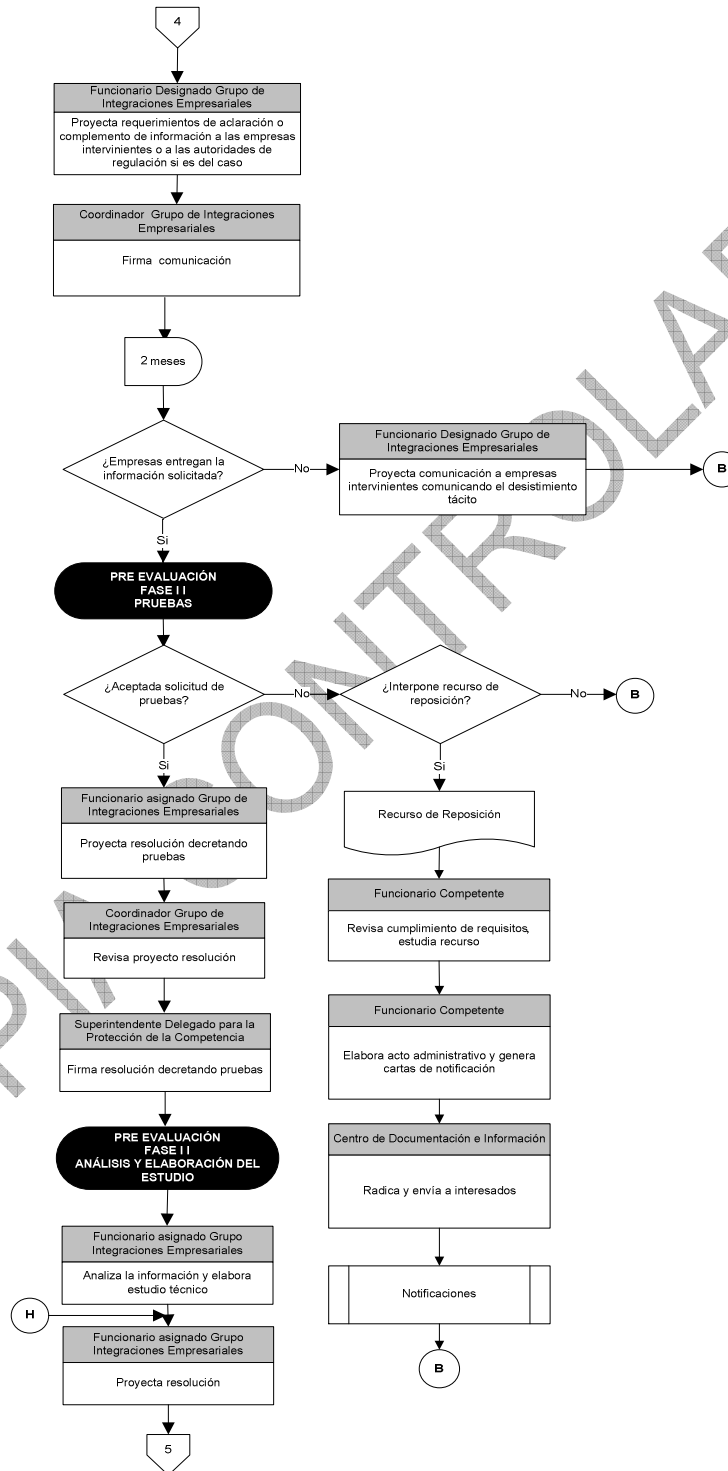 4
Funcionario Designado Grupo de
Integraciones Empresariales
Proyecta requerimientos de aclaración o
complemento de información a las empresas
intervinientes o a las autoridades de
regulación si es del caso
Coordinador Grupo de Integraciones
Empresariales
Firma comunicación
2 meses
¿Empresas entregan la
información solicitada?
No
Funcionario Designado Grupo de
Integraciones Empresariales
Proyecta comunicación a empresas
intervinientes comunicando el desistimiento
tácito
B
Si
PRE EVALUACIÓN
FASE I I
PRUEBAS
¿Aceptada solicitud de
pruebas?
No
¿Interpone recurso de
reposición?
No
B
Si
Funcionario asignado Grupo de
Integraciones Empresariales
Proyecta resolución decretando
pruebas
Coordinador Grupo de
Integraciones Empresariales
Revisa proyecto resolución
Superintendente Delegado para la
Protección de la Competencia
Firma resolución decretando pruebas
PRE EVALUACIÓN
FASE I I
ANÁLISIS Y ELABORACIÓN DEL
ESTUDIO
Funcionario asignado Grupo
Integraciones Empresariales
Analiza la información y elabora
estudio técnico
H
Funcionario asignado Grupo
Integraciones Empresariales
Proyecta resolución
5
Si
Recurso de Reposición
Funcionario Competente
Revisa cumplimiento de requisitos,
estudia recurso
Funcionario Competente
Elabora acto administrativo y genera
cartas de notificación
Centro de Documentación e Información
Radica y envía a interesados
Notificaciones
B
PIA CONTROLAD